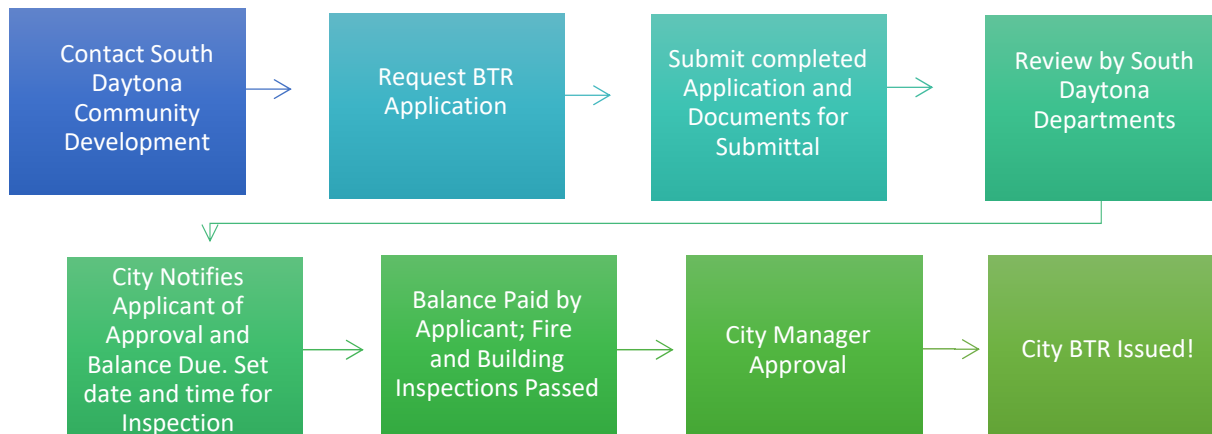 Contact South
Daytona
Community
Development
Request BTR
Application
Submit completed
Application and
Documents for
Submittal
Review by South
Daytona
Departments
City Notifies
Applicant of
Approval and
Balance Due. Set
date and time for
Inspection
Balance Paid by
Applicant; Fire
and Building
Inspections Passed
City Manager
Approval
City BTR Issued!